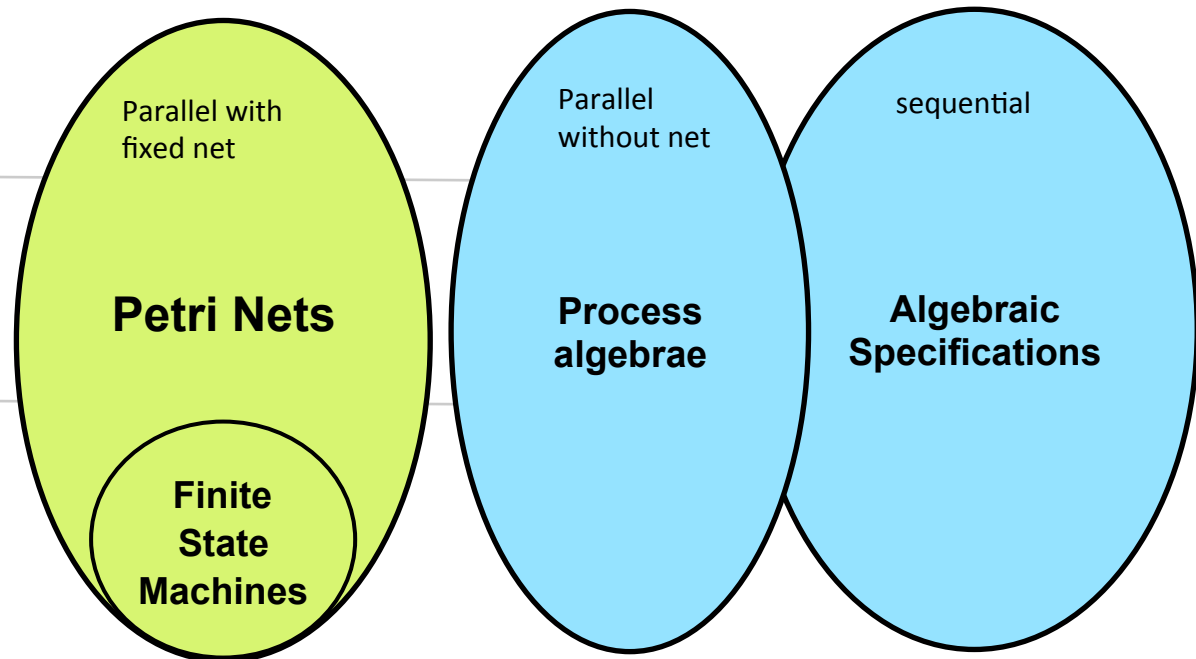 Parallel with
fixed net
Petri Nets
Finite
State
Machines
Parallel
without net
Process
algebrae
sequential
Algebraic
Specifications